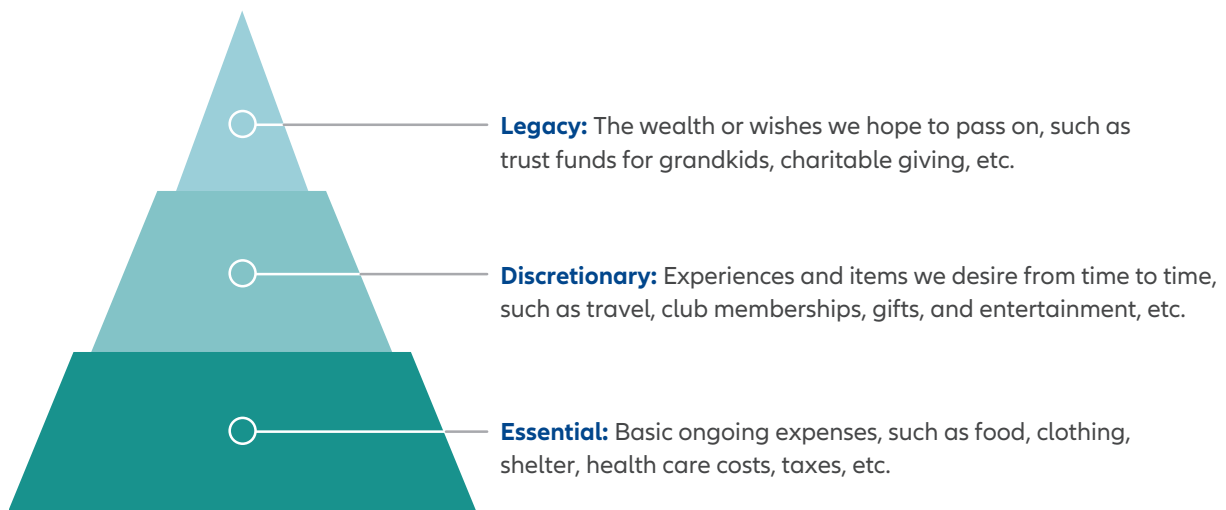 Legacy: The wealth or wishes we hope to pass on, such as
trust funds for grandkids, charitable giving, etc.
Discretionary: Experiences and items we desire from time to time,
such as travel, club memberships, gifts, and entertainment, etc.
Essential: Basic ongoing expenses, such as food, clothing,
shelter, health care costs, taxes, etc.